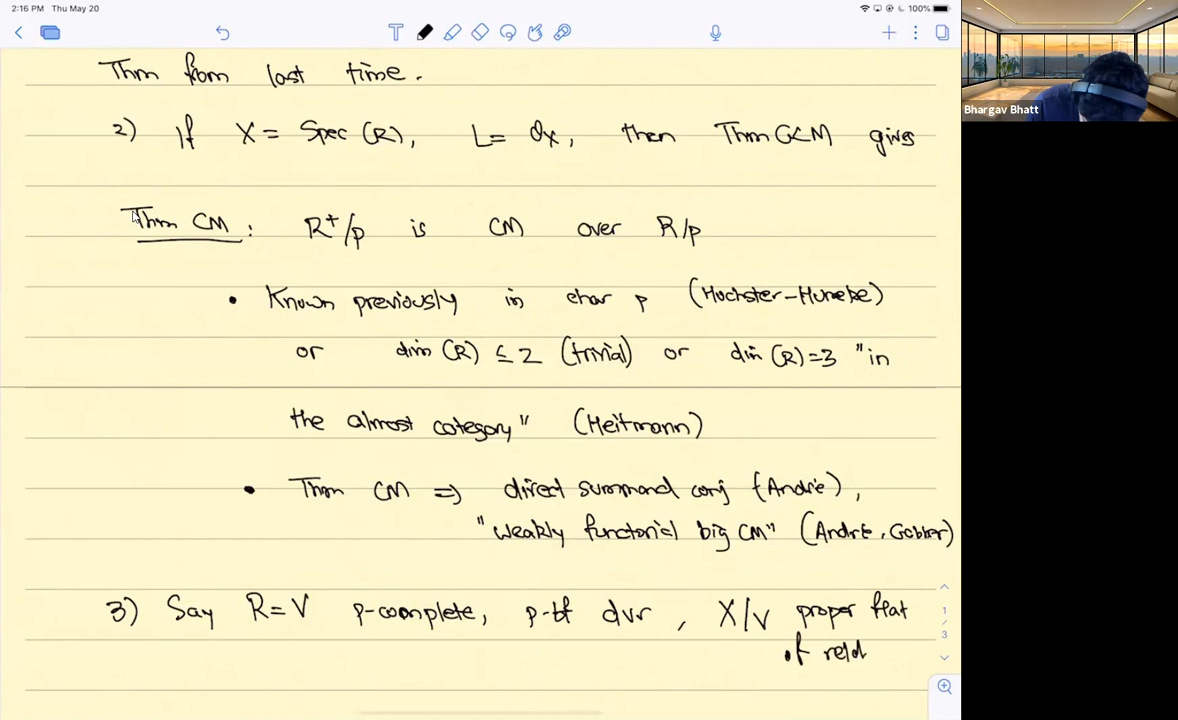 2:16 PM Thu May 20
100%
Bhargav Bhatt
Thm from last time.
2) If X = Spec(R), L = O_X, then Thm GCM gives
Thm CM: R⁺/p is CM over R/p
• Known previously in char p (Hochster-Huneke)
or dim(R) ≤ 2 (trivial) or dim(R)=3 "in
the almost category" (Heitmann)
• Thm CM ⇒ direct summand conj (André),
"weakly functorial big CM" (André, Gabber)
3) Say R=V p-complete, p-tf dvr, X/V proper flat
of reld
1
/
3